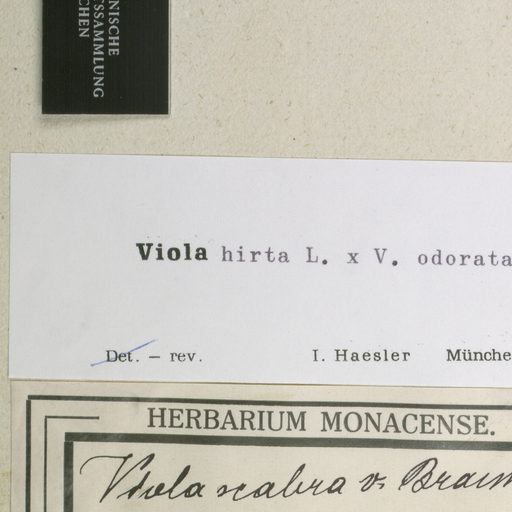 NISCHE
SSAMMLUNG
CHEN
Viola hirta L. x V. odorata
Det. – rev. I. Haesler Münche
HERBARIUM MONACENSE.
Viola scabra v. Braun